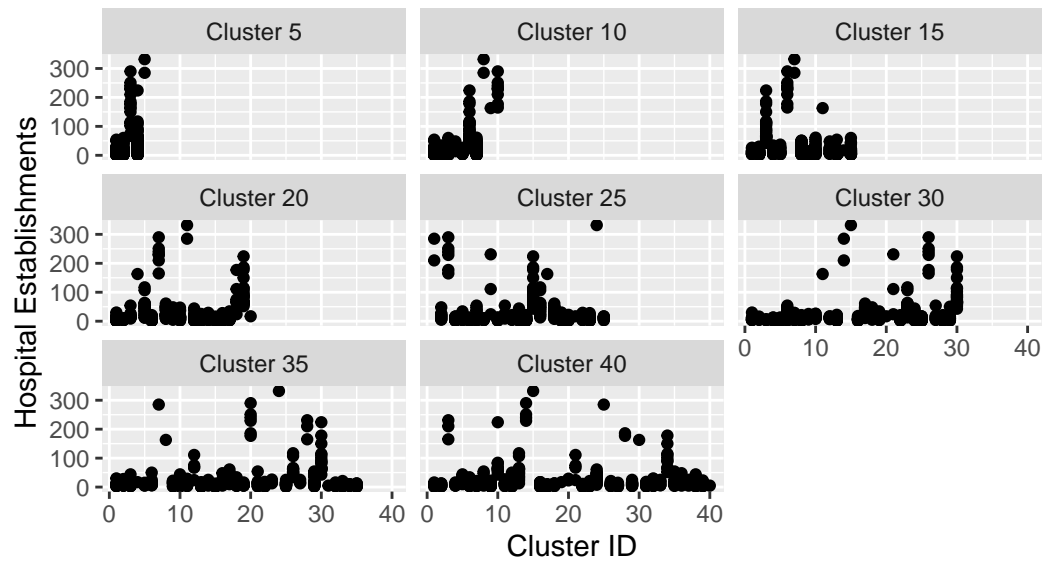 Cluster 5
Cluster 10
Cluster 15
300
200
100
0
Cluster 20
Cluster 25
Cluster 30
300
200
100
0
0 10 20 30 40
Cluster 35
Cluster 40
300
200
100
0
0 10 20 30 40
0 10 20 30 40
Hospital Establishments
Cluster ID